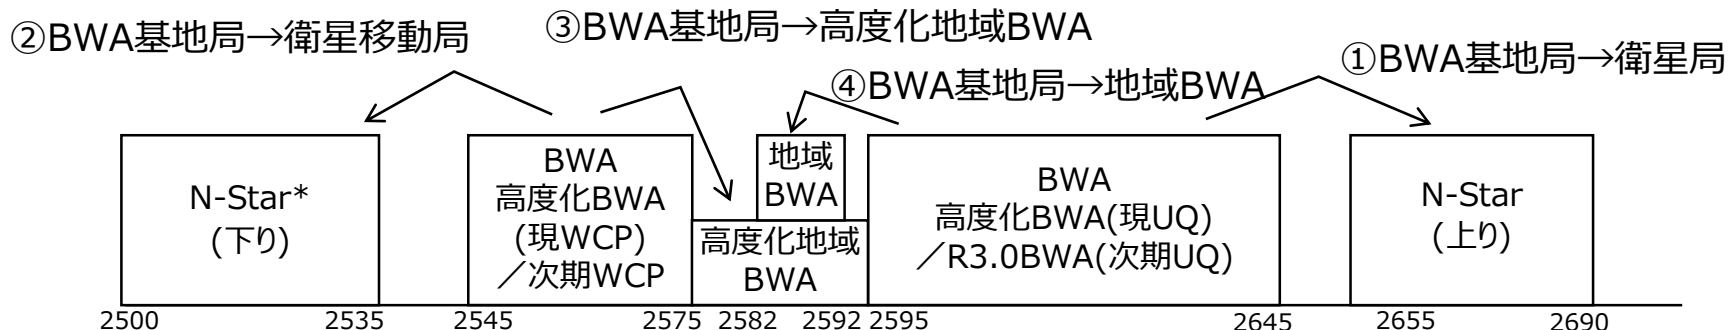 ②BWA基地局→衛星移動局
③BWA基地局→高度化地域BWA
④BWA基地局→地域BWA
①BWA基地局→衛星局
N-Star*
(下り)
BWA
高度化BWA
(現WCP)
／次期WCP
地域
BWA
高度化地域
BWA
BWA
高度化BWA(現UQ)
／R3.0BWA(次期UQ)
N-Star
(上り)
2500 2535 2545 2575 2582 2592 2595 2645 2655 2690